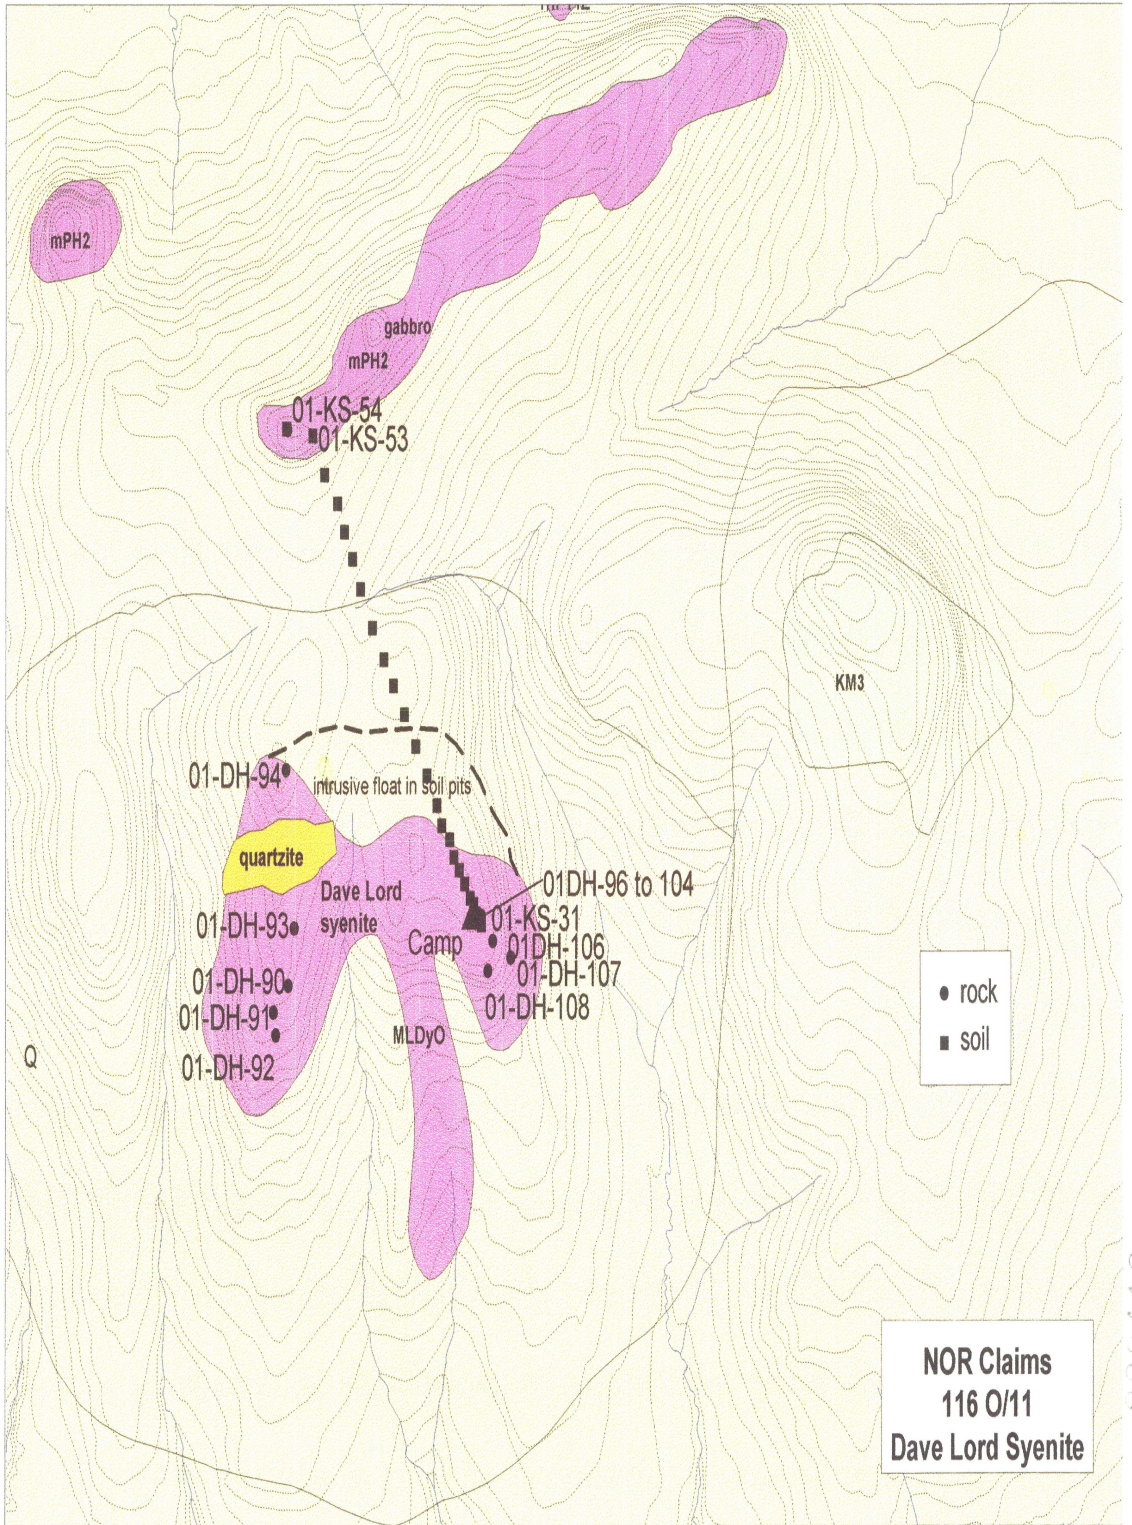 mPH2
gabbro
mPH2
01-KS-54
01-KS-53
KM3
01-DH-94
intrusive float in soil pits
quartzite
Dave Lord
syenite
01DH-96 to 104
01-KS-31
01-DH-93
Camp
01DH-106
01-DH-107
01-DH-90
01-DH-108
01-DH-91
MLDyO
Q
01-DH-92
rock
soil
NOR Claims
116 O/11
Dave Lord Syenite